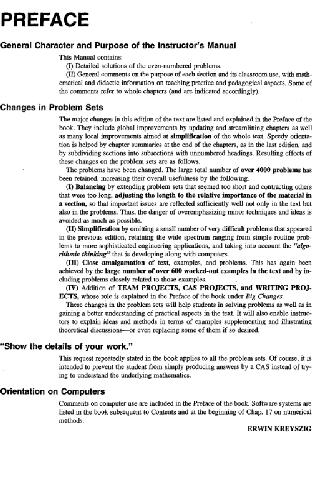 PREFACE
General Character and Purpose of the Instructor's Manual
This Manual contains:
(I) Detailed solutions of the even-numbered problems.
(II) General comments on the purpose of each section and its classroom use, with math-
ematical and didactic information on teaching practice and pedagogical aspects. Some of
the comments refer to whole chapters (and are indicated accordingly).
Changes in Problem Sets
The major changes in this edition of the text are listed and explained in the Preface of the
book. They include global improvements by updating and streamlining chapters as well
as many local improvements aimed at simplification of the whole text. Speedy orienta-
tion is helped by chapter summaries at the end of the chapters, as in the last edition, and
by subdividing sections into subsections with unnumbered headings. Resulting effects of
these changes on the problem sets are as follows.
The problems have been changed. The large total number of over 4000 problems has
been retained, increasing their overall usefulness by the following.
(I) Balancing by extending problem sets that seemed too short and contracting others
that were too long, adjusting the length to the relative importance of the material in
a section, so that important issues are reflected sufficiently well not only in the text but
also in the problems. Thus, the danger of overemphasizing minor techniques and ideas is
avoided as much as possible.
(II) Simplification by omitting a small number of very difficult problems that appeared
in the previous edition, retaining the wide spectrum ranging from simple routine prob-
lems to more sophisticated engineering applications, and taking into account the "algo-
rithmic thinking" that is developing along with computers.
(III) Close amalgamation of text, examples, and problems. This has again been
achieved by the large number of over 600 worked-out examples in the text and by in-
cluding problems closely related to those examples.
(IV) Addition of TEAM PROJECTS, CAS PROJECTS, and WRITING PROJ-
ECTS, whose role is explained in the Preface of the book under Big Changes.
These changes in the problem sets will help students in solving problems as well as in
gaining a better understanding of practical aspects in the text. It will also enable instruc-
tors to explain ideas and methods in terms of examples supplementing and illustrating
theoretical discussions—or even replacing some of them if so desired.
"Show the details of your work."
This request repeatedly stated in the book applies to all the problem sets. Of course, it is
intended to prevent the student from simply producing answers by a CAS instead of try-
ing to understand the underlying mathematics.
Orientation on Computers
Comments on computer use are included in the Preface of the book. Software systems are
listed in the book subsequent to Contents and at the beginning of Chap. 17 on numerical
methods.
ERWIN KREYSZIG